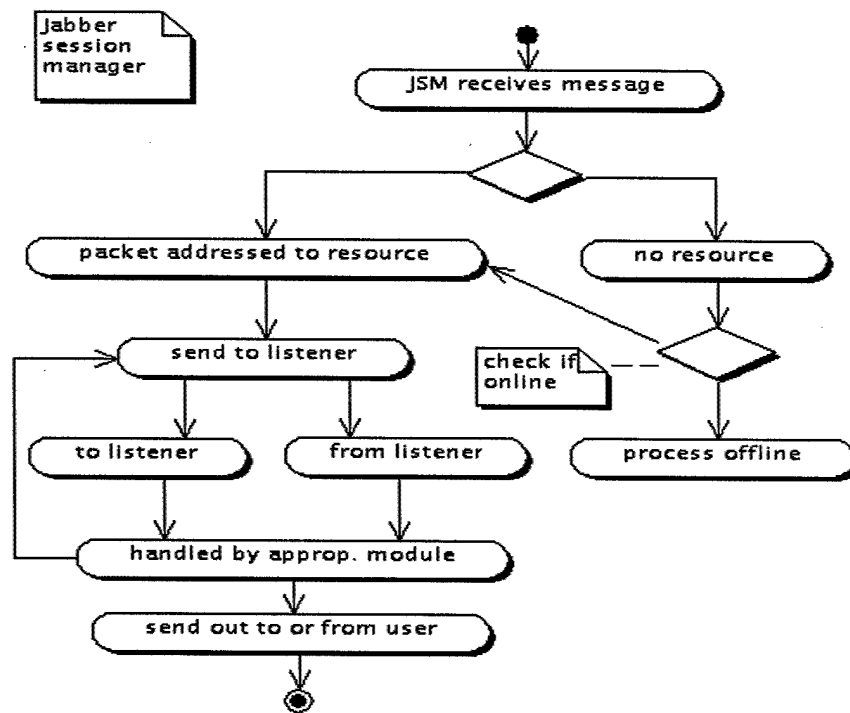 Jabber
session
manager
JSM receives message
packet addressed to resource
no resource
send to listener
check if
online
to listener
from listener
process offline
handled by approp. module
send out to or from user